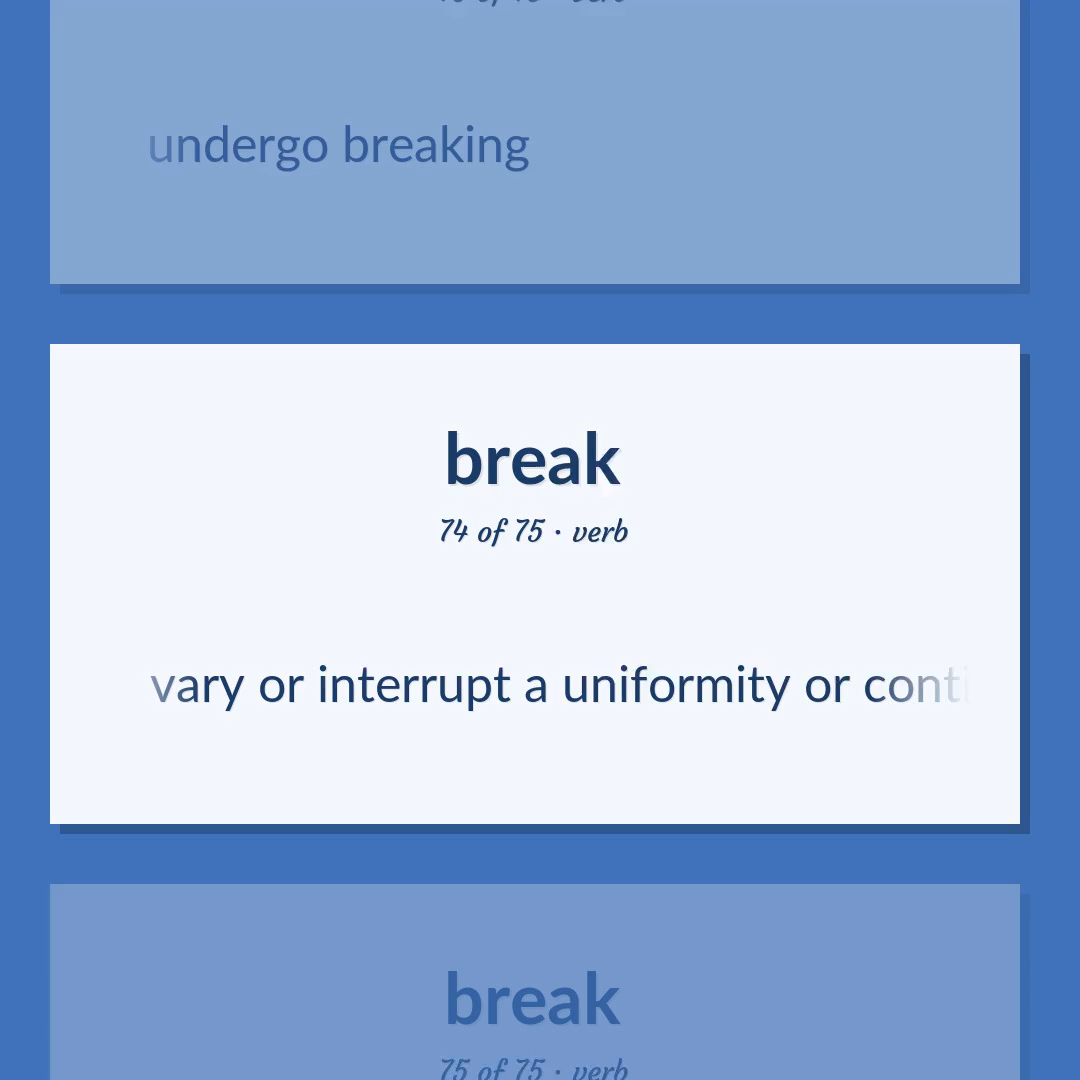 undergo breaking
break
74 of 75 · verb
vary or interrupt a uniformity or conti
break
75 of 75 · verb